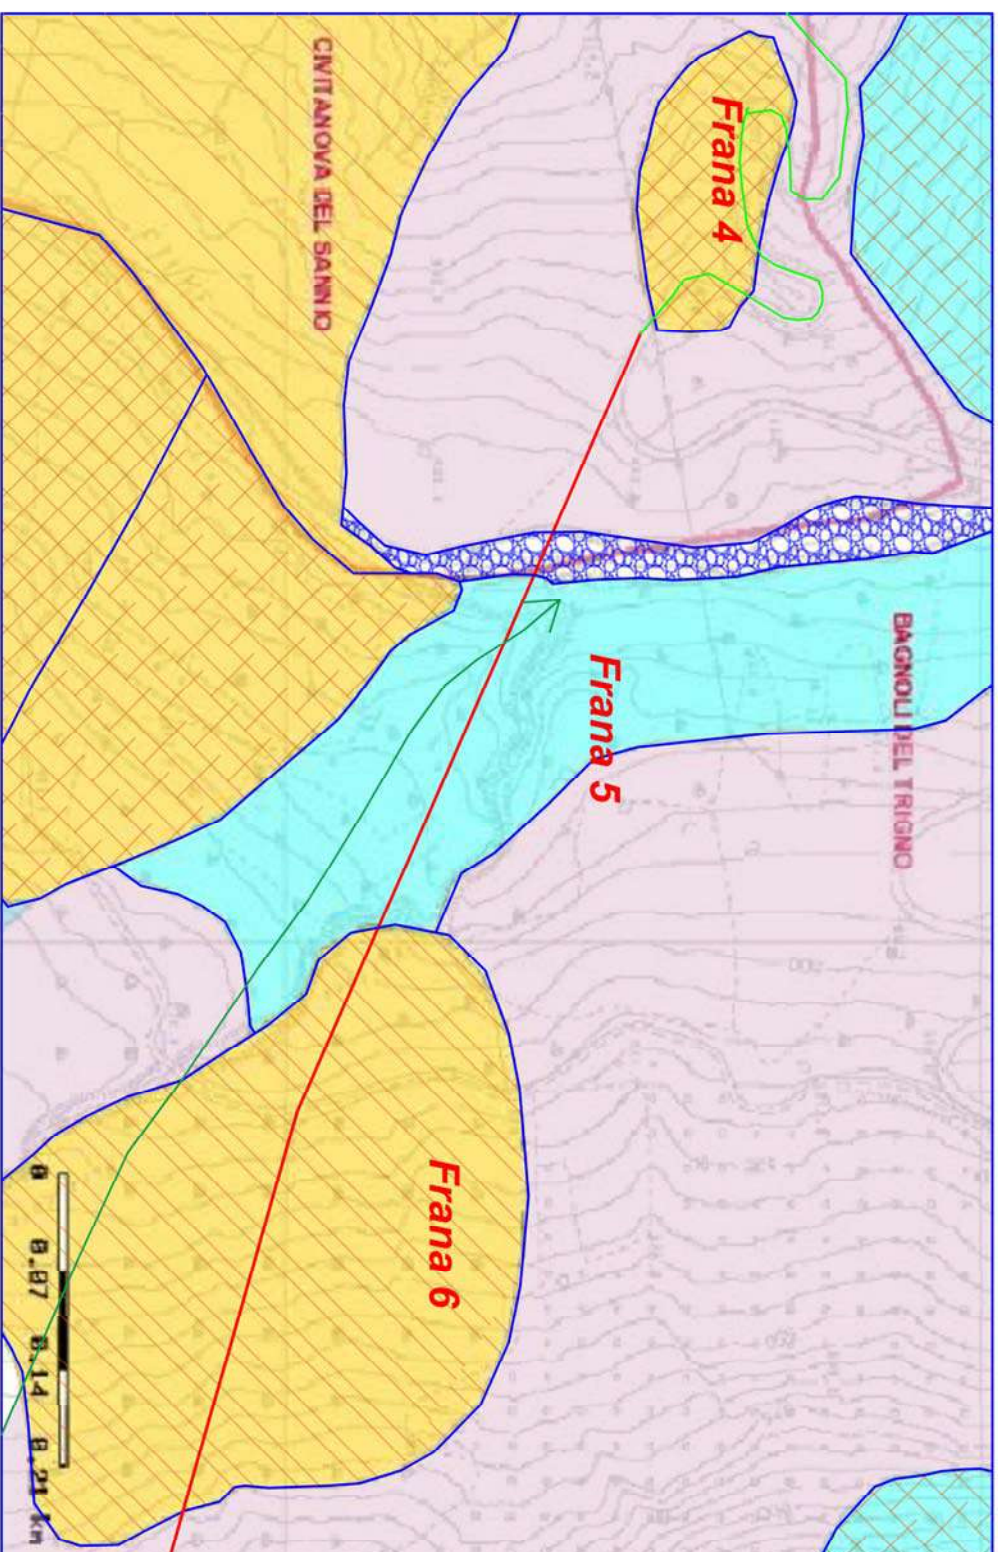 CIVITANOVA DEL SANNIO
Frana 4
BAGNOLI DEL TRIGNO
Frana 5
Frana 6
0 0.07 0.14 0.21 km